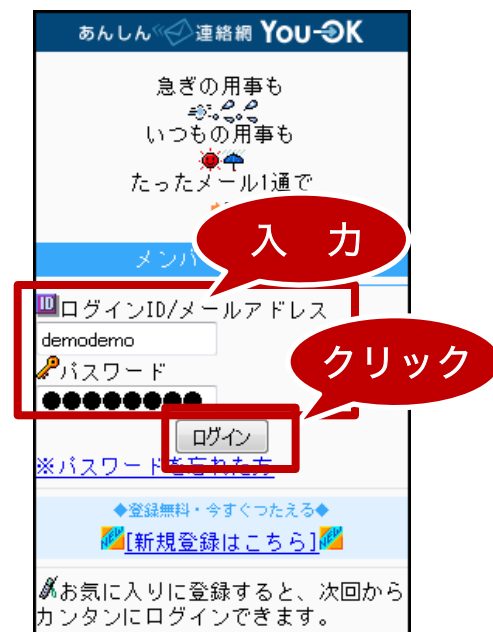 あんしん連絡網 You-OK
急ぎの用事も
いつもの用事も
たったメール1通で
入 力
メンバ
IDログインID/メールアドレス
demodemo
クリック
パスワード
●●●●●●●●
ログイン
※パスワードを忘れた方
◆登録無料・今すぐつたえる◆
NEW[新規登録はこちら]NEW
お気に入りに登録すると、次回から
カンタンにログインできます。